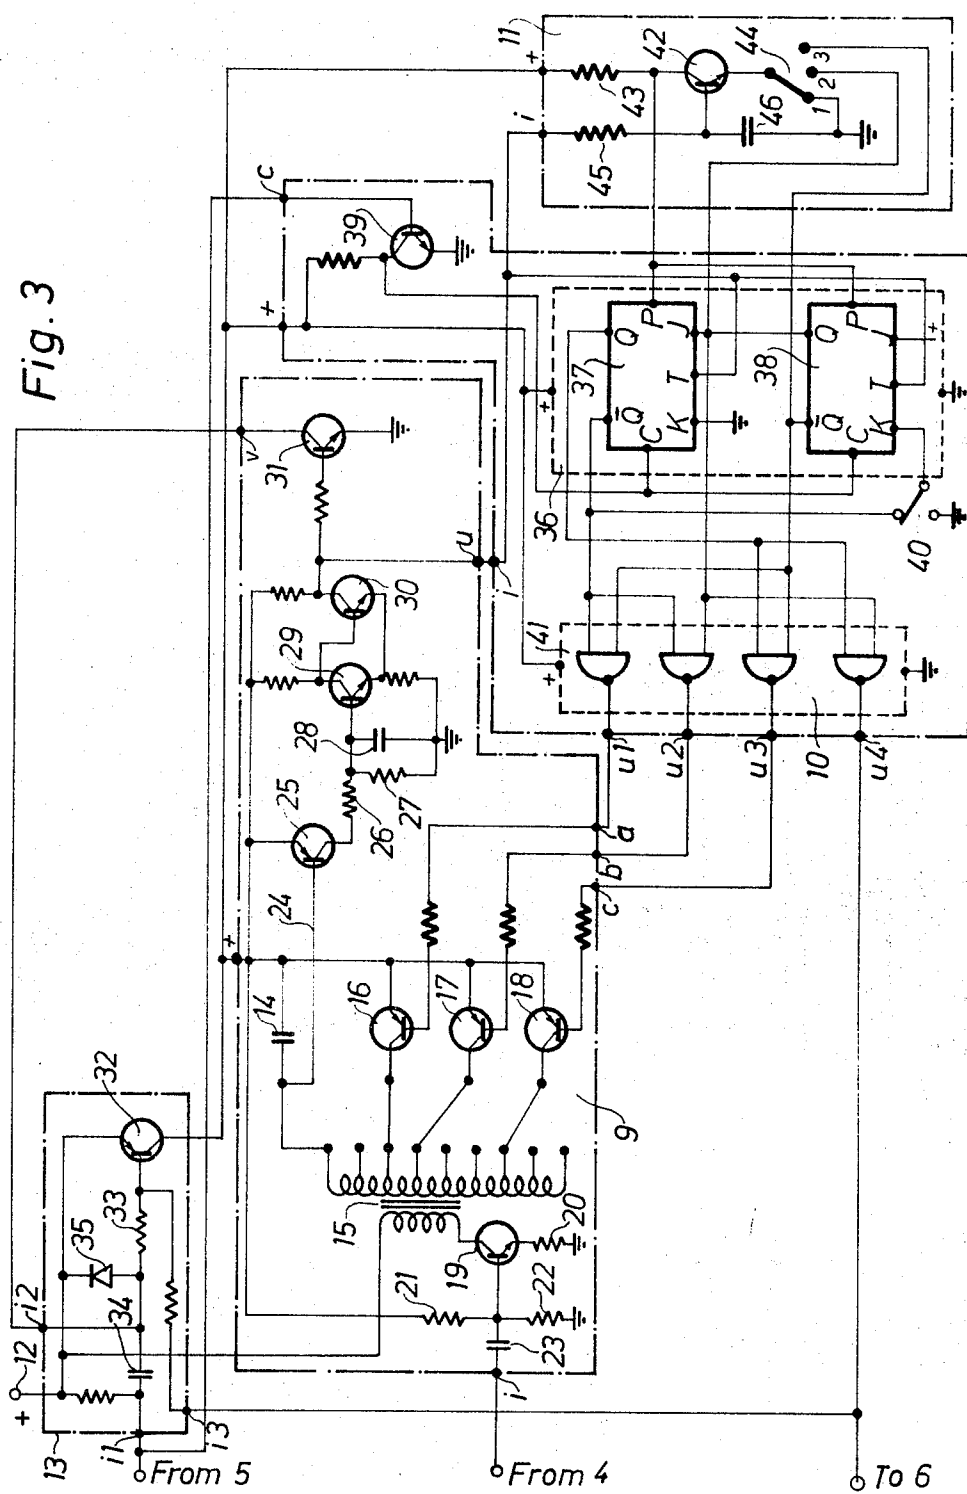 Fig. 3
11
+
i
42
43
44
45
46
1
2
3
c
39
+
+
Q
Q̅
P
37
J
C
T
K
Q
Q̅
P
38
J
C
T
K
+
36
40
v
31
u
i
29
30
28
25
26
27
24
+
14
16
17
18
41
+
10
u1
u2
u3
u4
a
b
c
9
32
35
33
34
i2
12
+
13
i1
i3
15
19
20
21
22
23
i
From 5
From 4
To 6